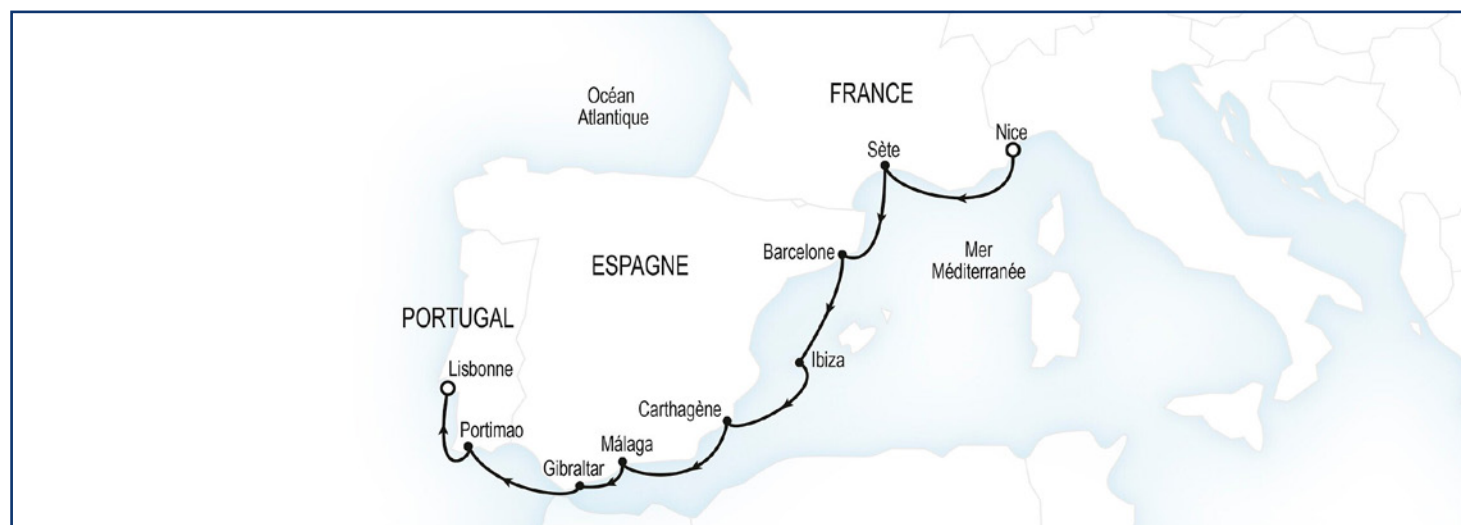 Océan
Atlantique
FRANCE
Nice
Sète
Barcelone
Mer
Méditerranée
ESPAGNE
PORTUGAL
Ibiza
Lisbonne
Carthagène
Portimao
Málaga
Gibraltar